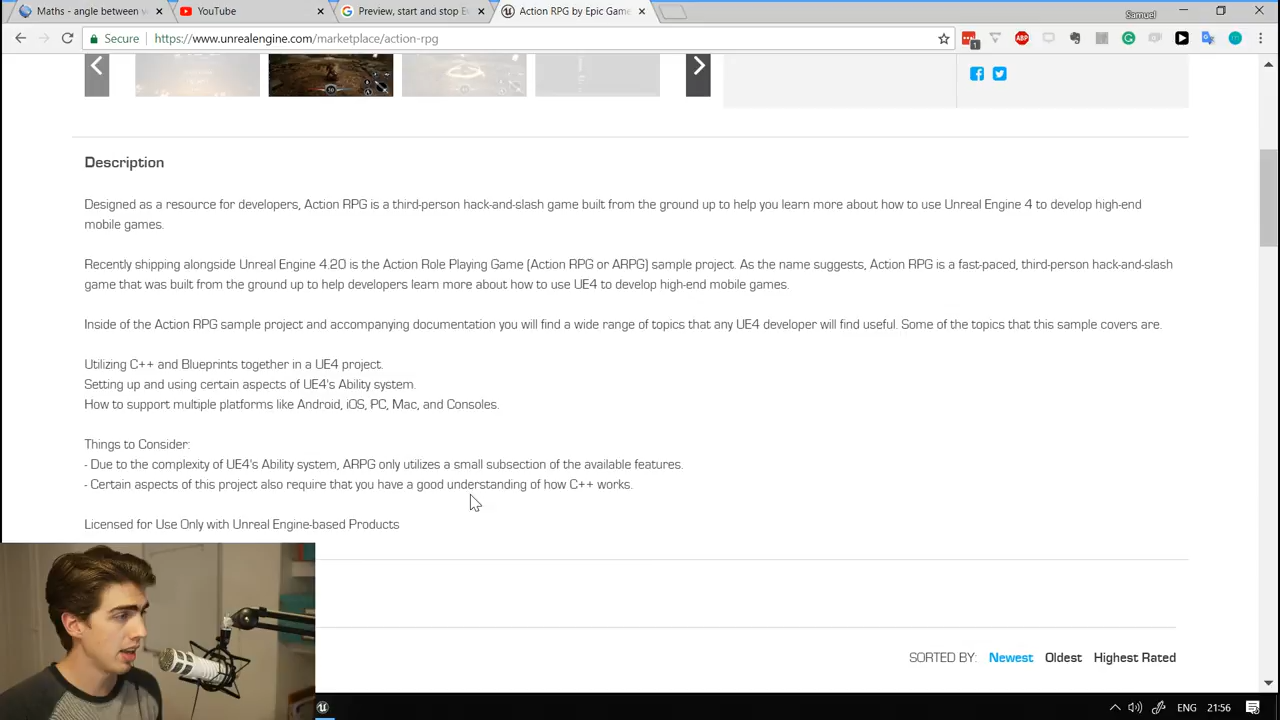 Maths - angle between v
YouTube
Preview, start and stop E
Action RPG by Epic Game
Samuel
Secure
https://www.unrealengine.com/marketplace/action-rpg
1
ABP
Description
Designed as a resource for developers, Action RPG is a third-person hack-and-slash game built from the ground up to help you learn more about how to use Unreal Engine 4 to develop high-end
mobile games.
Recently shipping alongside Unreal Engine 4.20 is the Action Role Playing Game (Action RPG or ARPG) sample project. As the name suggests, Action RPG is a fast-paced, third-person hack-and-slash
game that was built from the ground up to help developers learn more about how to use UE4 to develop high-end mobile games.
Inside of the Action RPG sample project and accompanying documentation you will find a wide range of topics that any UE4 developer will find useful. Some of the topics that this sample covers are.
Utilizing C++ and Blueprints together in a UE4 project.
Setting up and using certain aspects of UE4's Ability system.
How to support multiple platforms like Android, iOS, PC, Mac, and Consoles.
Things to Consider:
- Due to the complexity of UE4's Ability system, ARPG only utilizes a small subsection of the available features.
- Certain aspects of this project also require that you have a good understanding of how C++ works.
Licensed for Use Only with Unreal Engine-based Products
SORTED BY: Newest Oldest Highest Rated
ENG 21:56